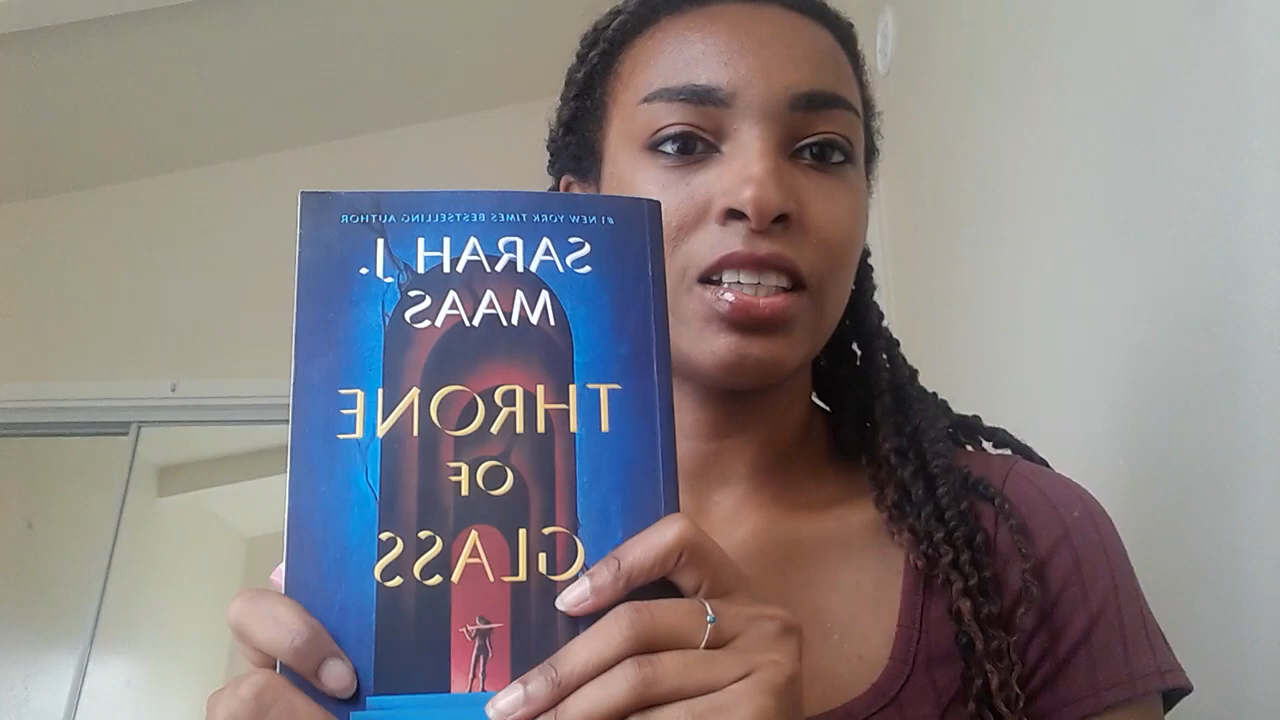 #1 NEW YORK TIMES BESTSELLING AUTHOR
SARAH J.
MAAS
THRONE
OF
GLASS